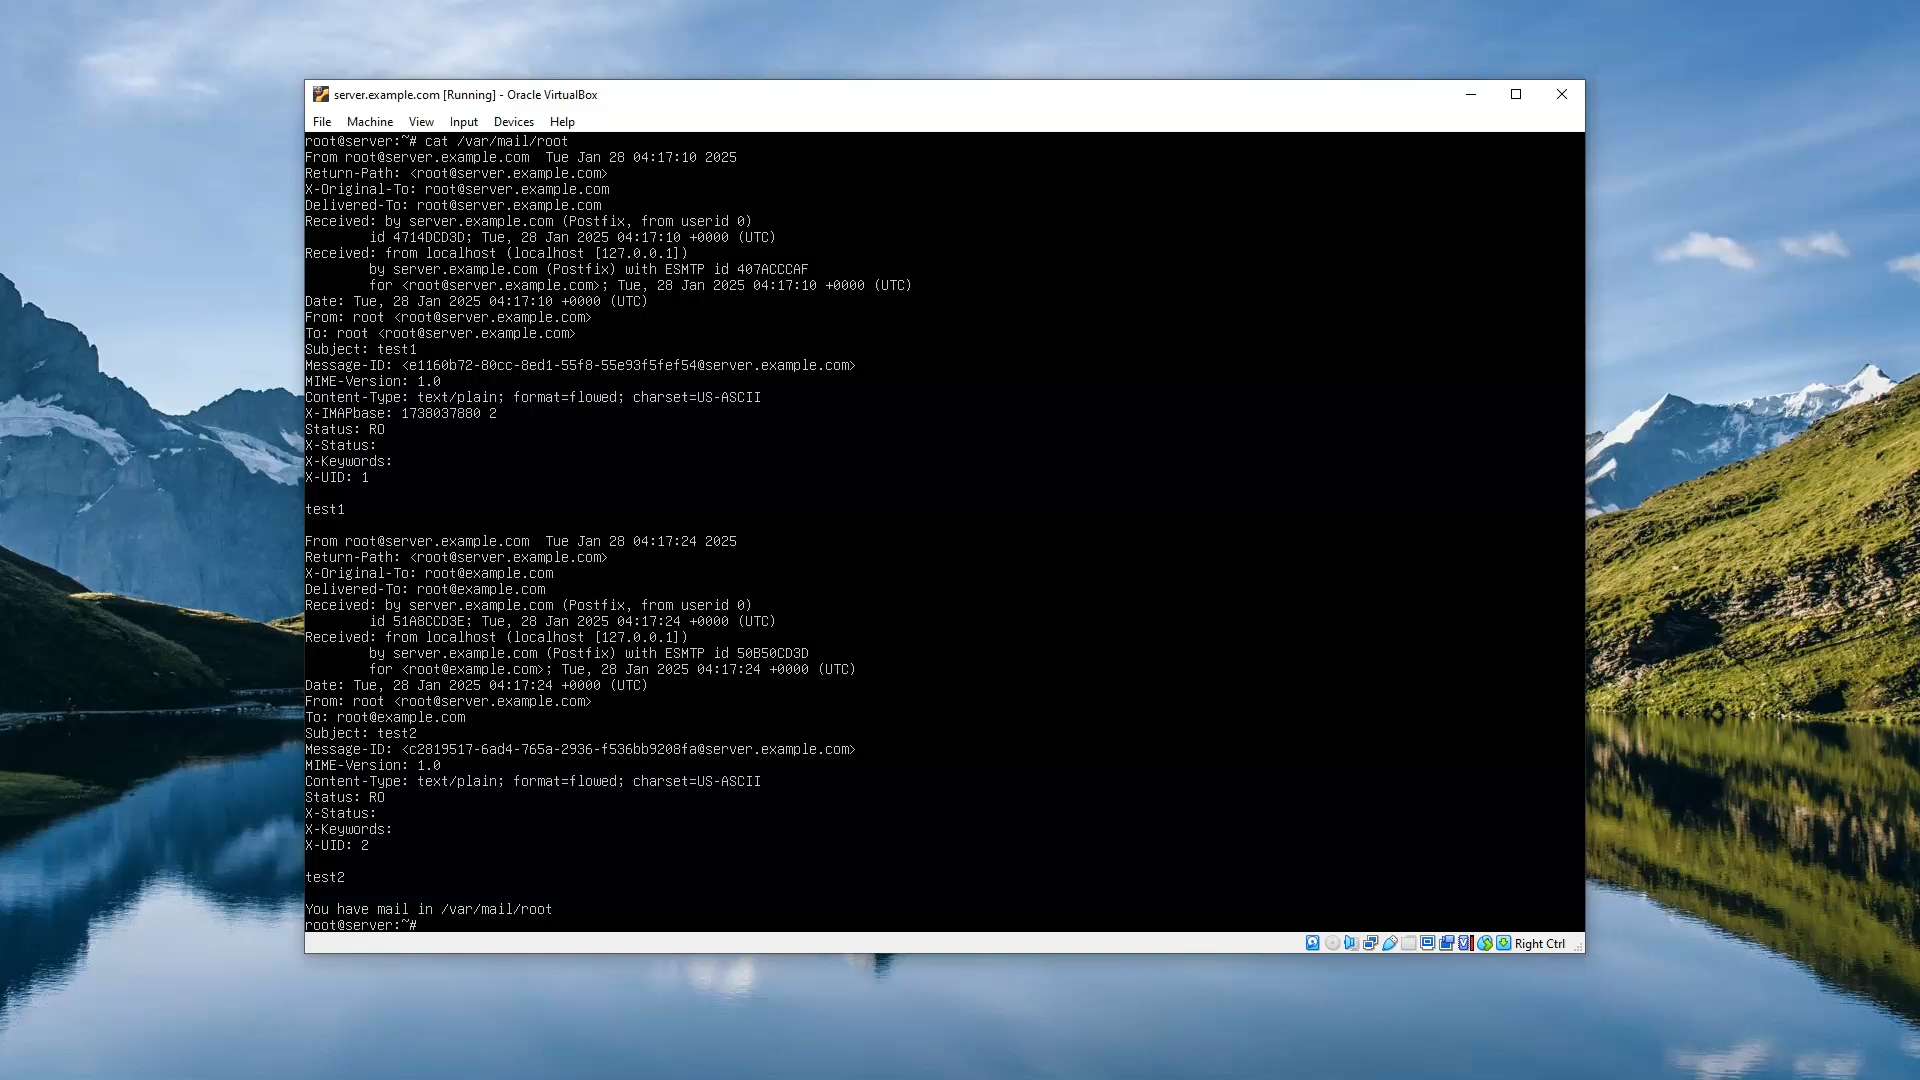 server.example.com [Running] - Oracle VirtualBox
File Machine View Input Devices Help
root@server:~# cat /var/mail/root
From root@server.example.com  Tue Jan 28 04:17:10 2025
Return-Path: <root@server.example.com>
X-Original-To: root@server.example.com
Delivered-To: root@server.example.com
Received: by server.example.com (Postfix, from userid 0)
        id 4714DCD3D; Tue, 28 Jan 2025 04:17:10 +0000 (UTC)
Received: from localhost (localhost [127.0.0.1])
        by server.example.com (Postfix) with ESMTP id 407ACCCAF
        for <root@server.example.com>; Tue, 28 Jan 2025 04:17:10 +0000 (UTC)
Date: Tue, 28 Jan 2025 04:17:10 +0000 (UTC)
From: root <root@server.example.com>
To: root <root@server.example.com>
Subject: test1
Message-ID: <e1160b72-80cc-8ed1-55f8-55e93f5fef54@server.example.com>
MIME-Version: 1.0
Content-Type: text/plain; format=flowed; charset=US-ASCII
X-IMAPbase: 1738037880 2
Status: RO
X-Status:
X-Keywords:
X-UID: 1

test1

From root@server.example.com  Tue Jan 28 04:17:24 2025
Return-Path: <root@server.example.com>
X-Original-To: root@example.com
Delivered-To: root@example.com
Received: by server.example.com (Postfix, from userid 0)
        id 51A8CCD3E; Tue, 28 Jan 2025 04:17:24 +0000 (UTC)
Received: from localhost (localhost [127.0.0.1])
        by server.example.com (Postfix) with ESMTP id 50B50CD3D
        for <root@example.com>; Tue, 28 Jan 2025 04:17:24 +0000 (UTC)
Date: Tue, 28 Jan 2025 04:17:24 +0000 (UTC)
From: root <root@server.example.com>
To: root@example.com
Subject: test2
Message-ID: <c2819517-6ad4-765a-2936-f536bb9208fa@server.example.com>
MIME-Version: 1.0
Content-Type: text/plain; format=flowed; charset=US-ASCII
Status: RO
X-Status:
X-Keywords:
X-UID: 2

test2

You have mail in /var/mail/root
root@server:~#
Right Ctrl